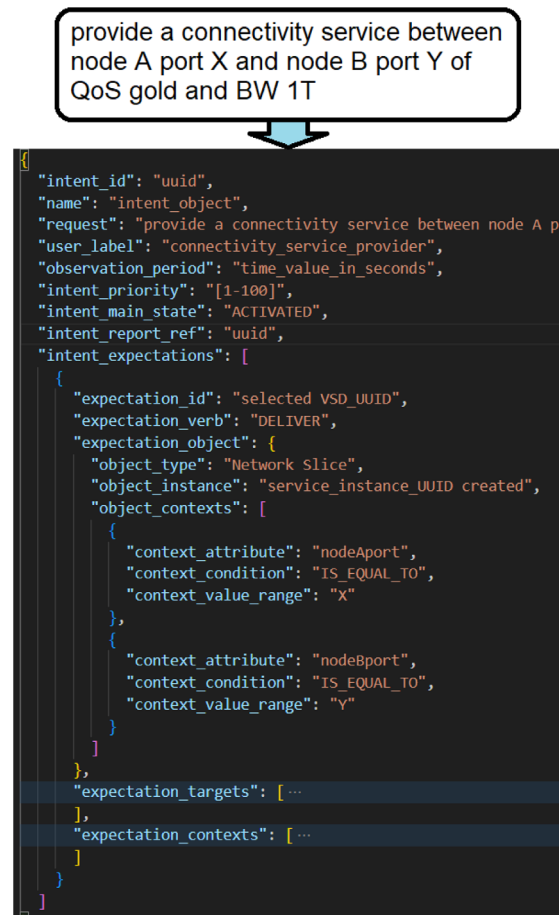 provide a connectivity service between
node A port X and node B port Y of
QoS gold and BW 1T
{
"intent_id": "uuid",
"name": "intent_object",
"request": "provide a connectivity service between node A p
"user_label": "connectivity_service_provider",
"observation_period": "time_value_in_seconds",
"intent_priority": "[1-100]",
"intent_main_state": "ACTIVATED",
"intent_report_ref": "uuid",
"intent_expectations": [
{
"expectation_id": "selected VSD_UUID",
"expectation_verb": "DELIVER",
"expectation_object": {
"object_type": "Network Slice",
"object_instance": "service_instance_UUID created",
"object_contexts": [
{
"context_attribute": "nodeAport",
"context_condition": "IS_EQUAL_TO",
"context_value_range": "X"
},
{
"context_attribute": "nodeBport",
"context_condition": "IS_EQUAL_TO",
"context_value_range": "Y"
}
]
},
"expectation_targets": [ ···
],
"expectation_contexts": [ ···
]
}
]